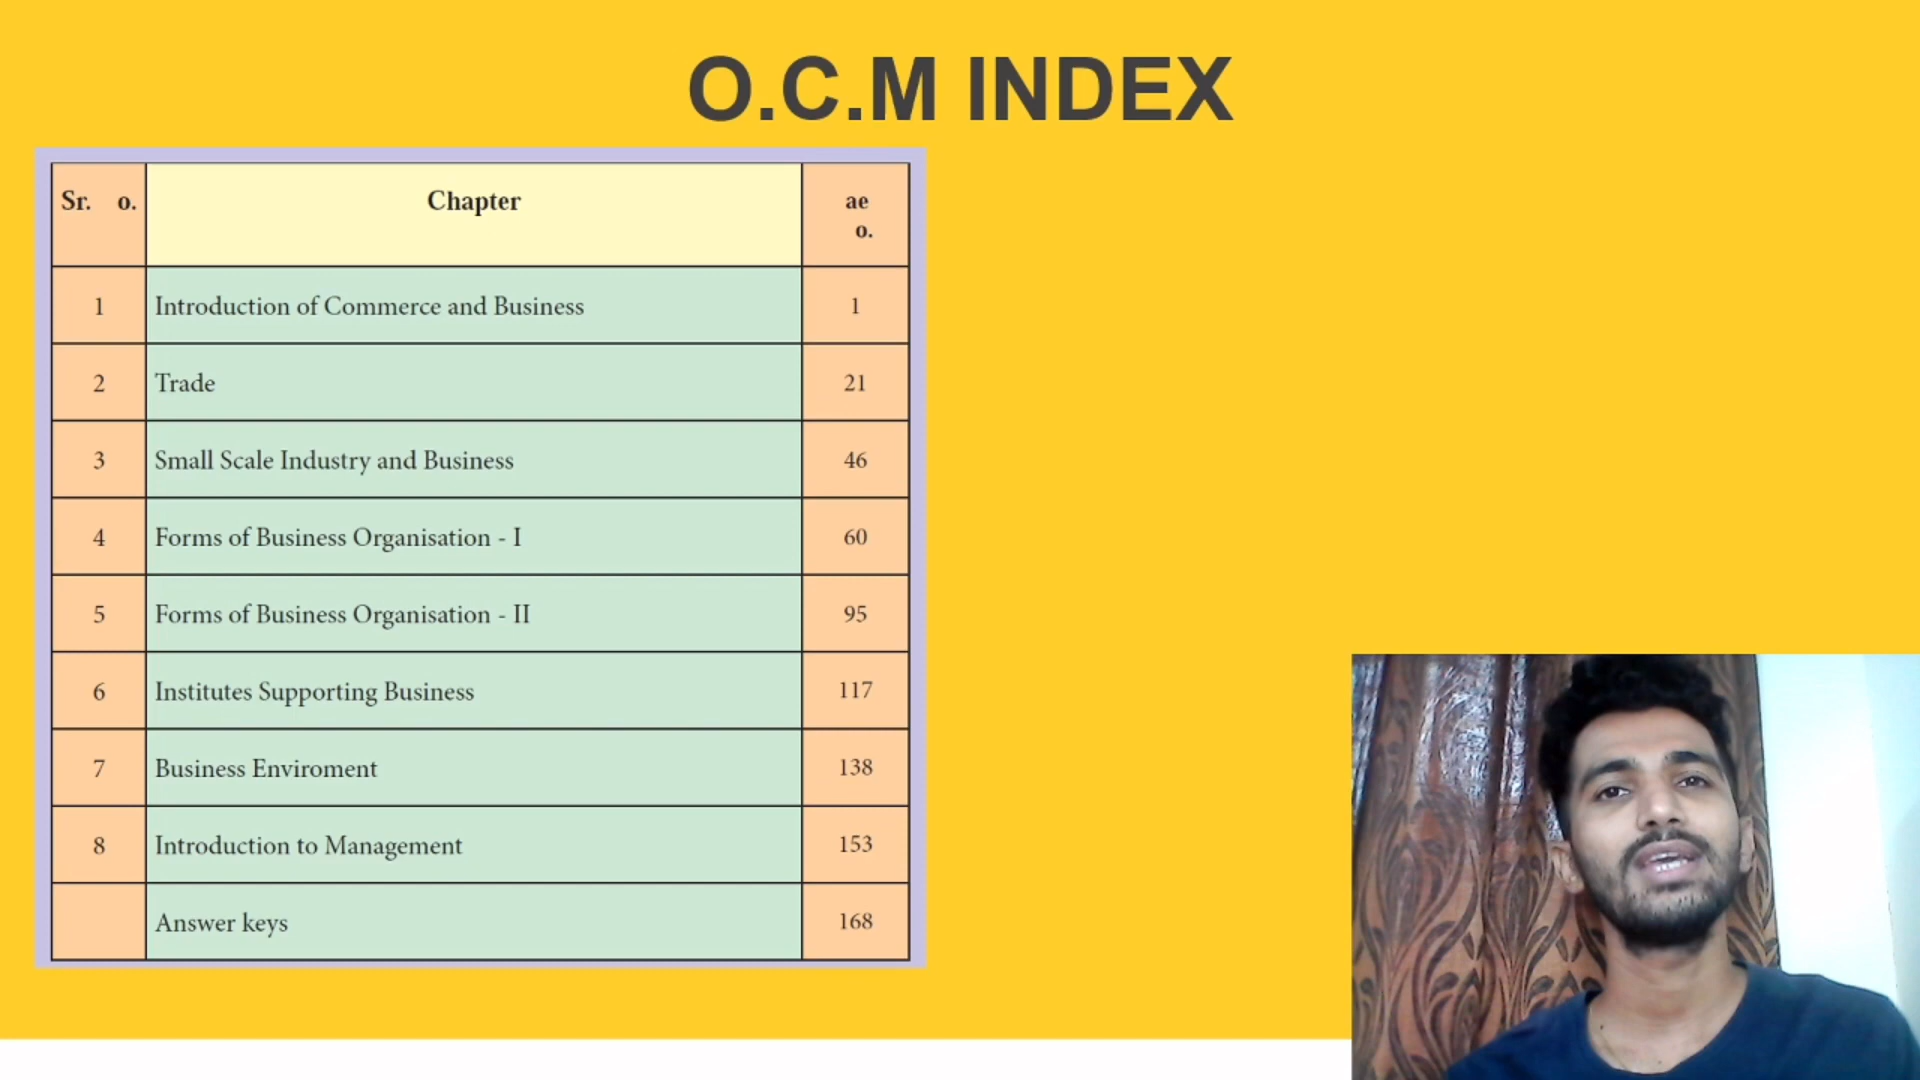 O.C.M INDEX
Sr. o. Chapter ae
o.
1 Introduction of Commerce and Business 1
2 Trade 21
3 Small Scale Industry and Business 46
4 Forms of Business Organisation - I 60
5 Forms of Business Organisation - II 95
6 Institutes Supporting Business 117
7 Business Enviroment 138
8 Introduction to Management 153
Answer keys 168